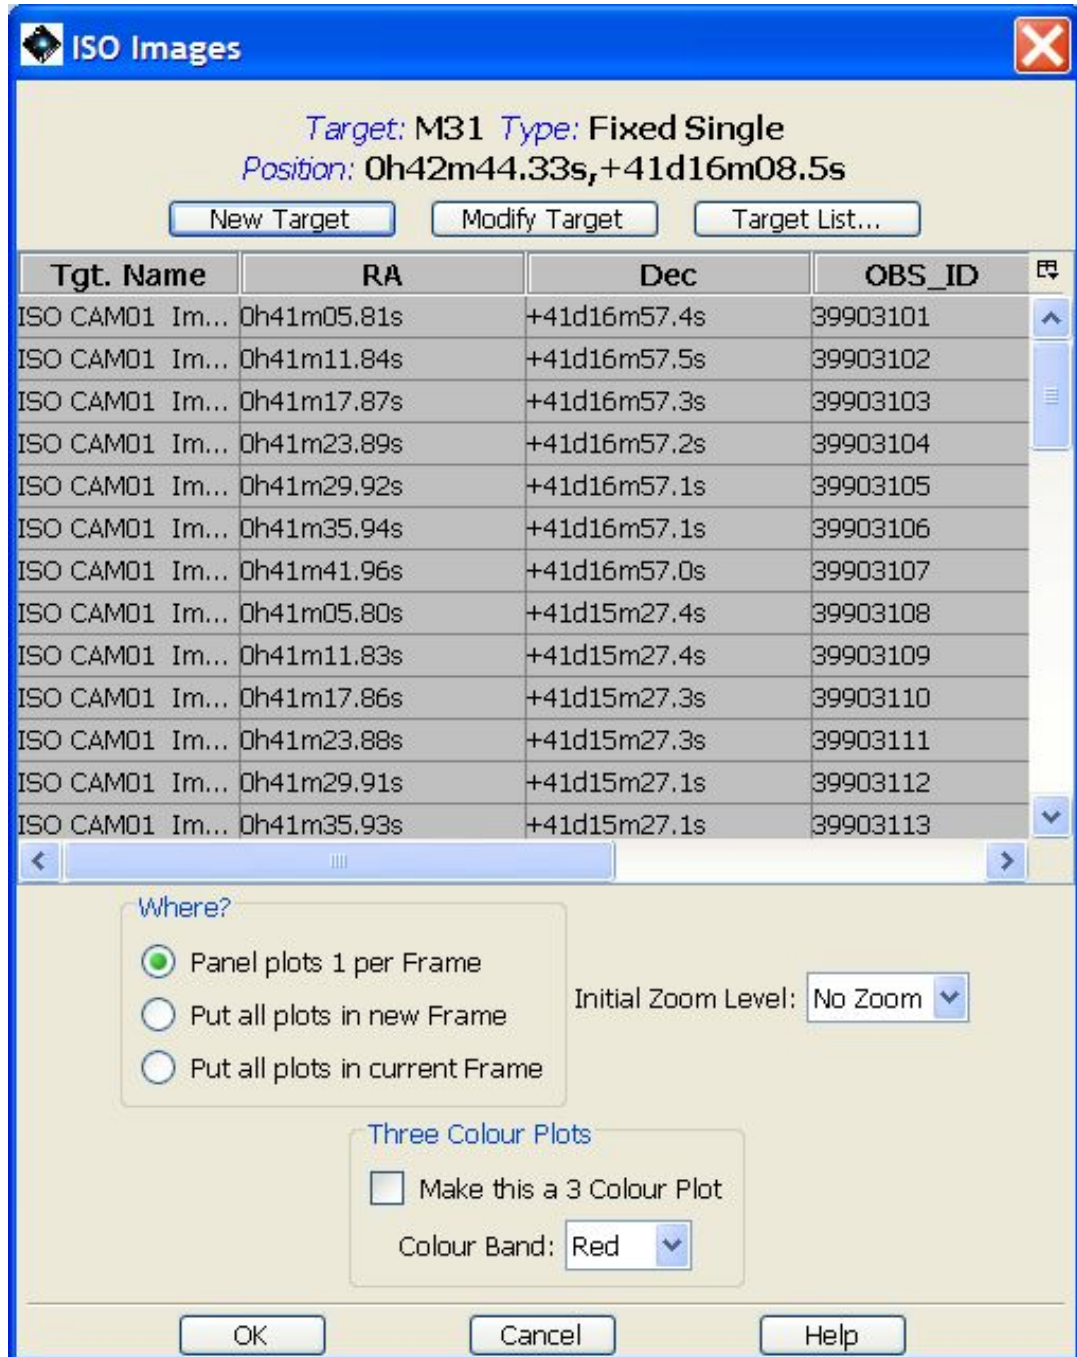 ISO Images
Target: M31 Type: Fixed Single
Position: 0h42m44.33s,+41d16m08.5s
New Target Modify Target Target List...
Tgt. Name RA Dec OBS_ID
ISO CAM01 Im... 0h41m05.81s +41d16m57.4s 39903101
ISO CAM01 Im... 0h41m11.84s +41d16m57.5s 39903102
ISO CAM01 Im... 0h41m17.87s +41d16m57.3s 39903103
ISO CAM01 Im... 0h41m23.89s +41d16m57.2s 39903104
ISO CAM01 Im... 0h41m29.92s +41d16m57.1s 39903105
ISO CAM01 Im... 0h41m35.94s +41d16m57.1s 39903106
ISO CAM01 Im... 0h41m41.96s +41d16m57.0s 39903107
ISO CAM01 Im... 0h41m05.80s +41d15m27.4s 39903108
ISO CAM01 Im... 0h41m11.83s +41d15m27.4s 39903109
ISO CAM01 Im... 0h41m17.86s +41d15m27.3s 39903110
ISO CAM01 Im... 0h41m23.88s +41d15m27.3s 39903111
ISO CAM01 Im... 0h41m29.91s +41d15m27.1s 39903112
ISO CAM01 Im... 0h41m35.93s +41d15m27.1s 39903113
Where?
Panel plots 1 per Frame
Put all plots in new Frame
Put all plots in current Frame
Initial Zoom Level: No Zoom
Three Colour Plots
Make this a 3 Colour Plot
Colour Band: Red
OK Cancel Help